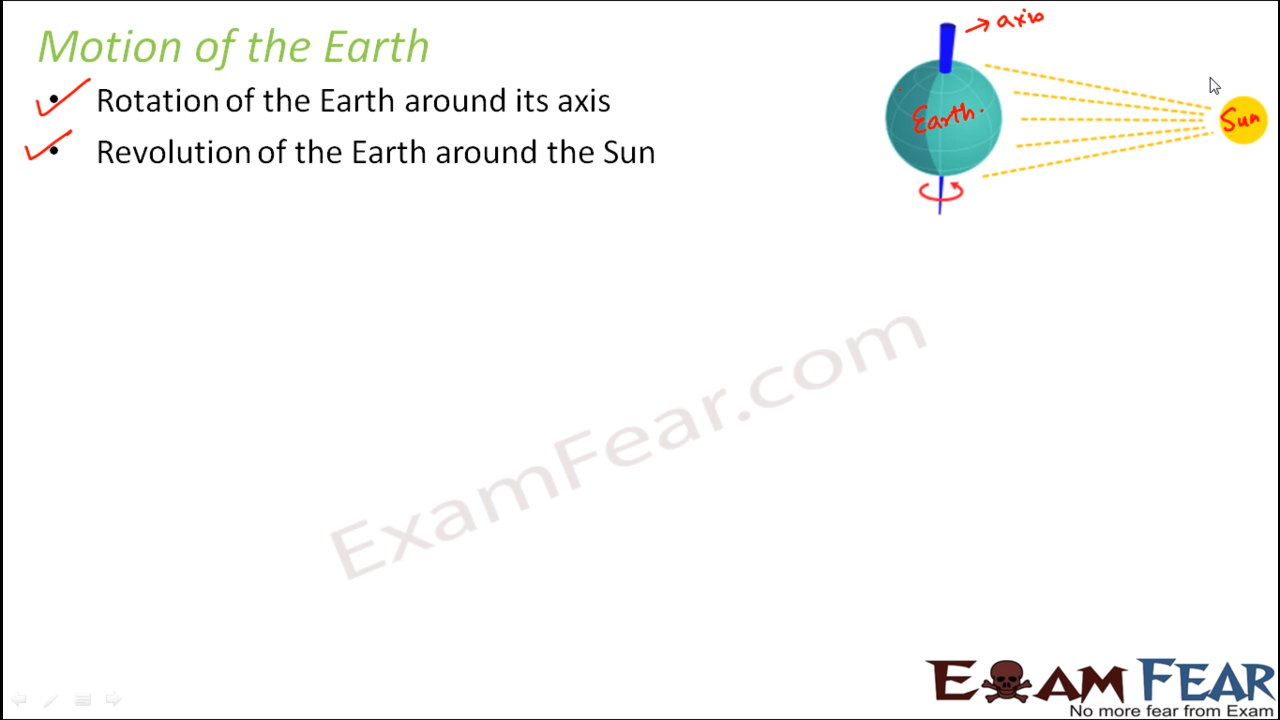 Motion of the Earth
• Rotation of the Earth around its axis
• Revolution of the Earth around the Sun
axis
Earth
Sun
ExamFear.com
EXAM FEAR
No more fear from Exam